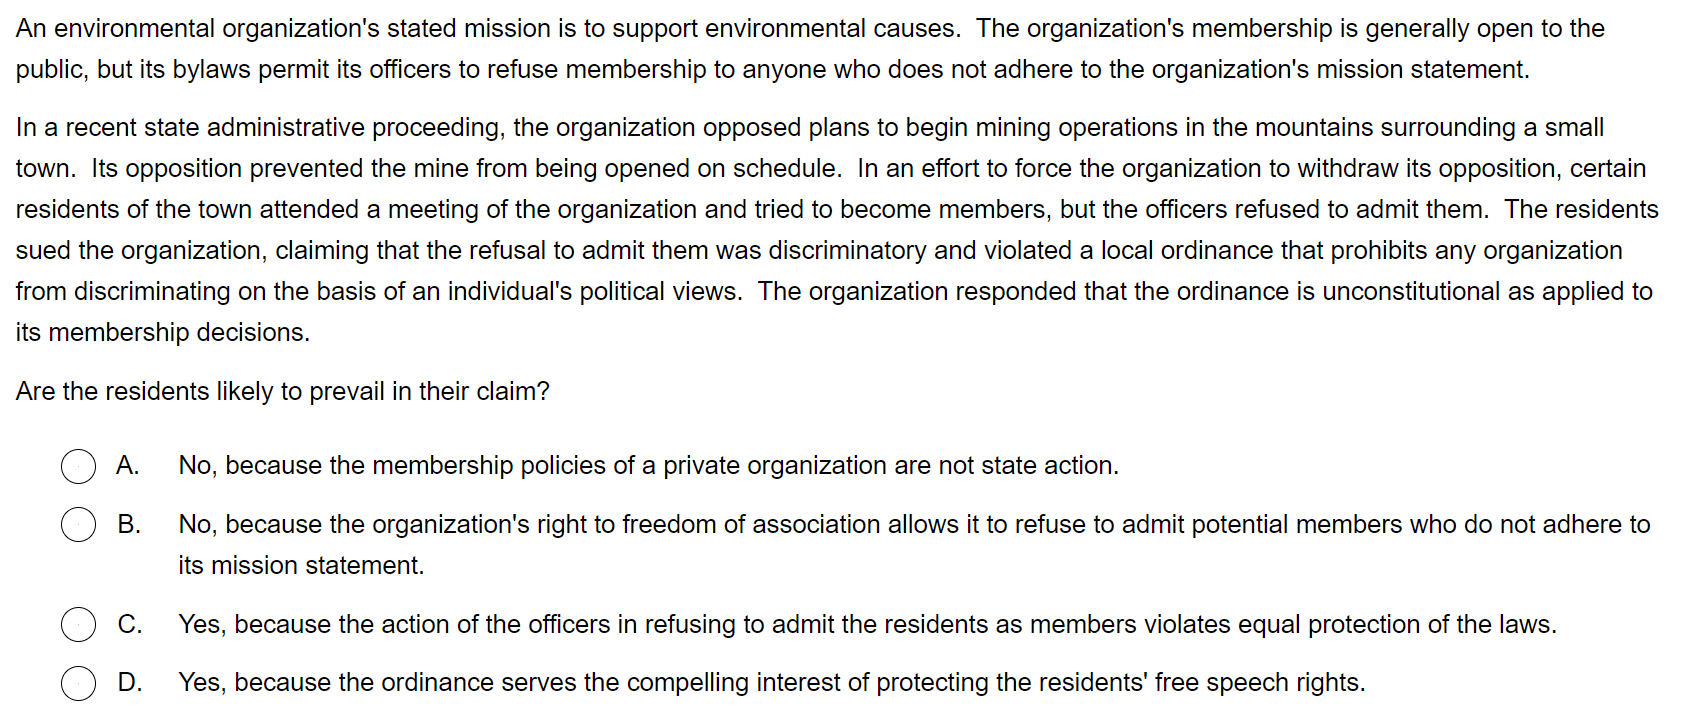 An environmental organization's stated mission is to support environmental causes.  The organization's membership is generally open to the
public, but its bylaws permit its officers to refuse membership to anyone who does not adhere to the organization's mission statement.
In a recent state administrative proceeding, the organization opposed plans to begin mining operations in the mountains surrounding a small
town.  Its opposition prevented the mine from being opened on schedule.  In an effort to force the organization to withdraw its opposition, certain
residents of the town attended a meeting of the organization and tried to become members, but the officers refused to admit them.  The residents
sued the organization, claiming that the refusal to admit them was discriminatory and violated a local ordinance that prohibits any organization
from discriminating on the basis of an individual's political views.  The organization responded that the ordinance is unconstitutional as applied to
its membership decisions.
Are the residents likely to prevail in their claim?
A. No, because the membership policies of a private organization are not state action.
B. No, because the organization's right to freedom of association allows it to refuse to admit potential members who do not adhere to
its mission statement.
C. Yes, because the action of the officers in refusing to admit the residents as members violates equal protection of the laws.
D. Yes, because the ordinance serves the compelling interest of protecting the residents' free speech rights.